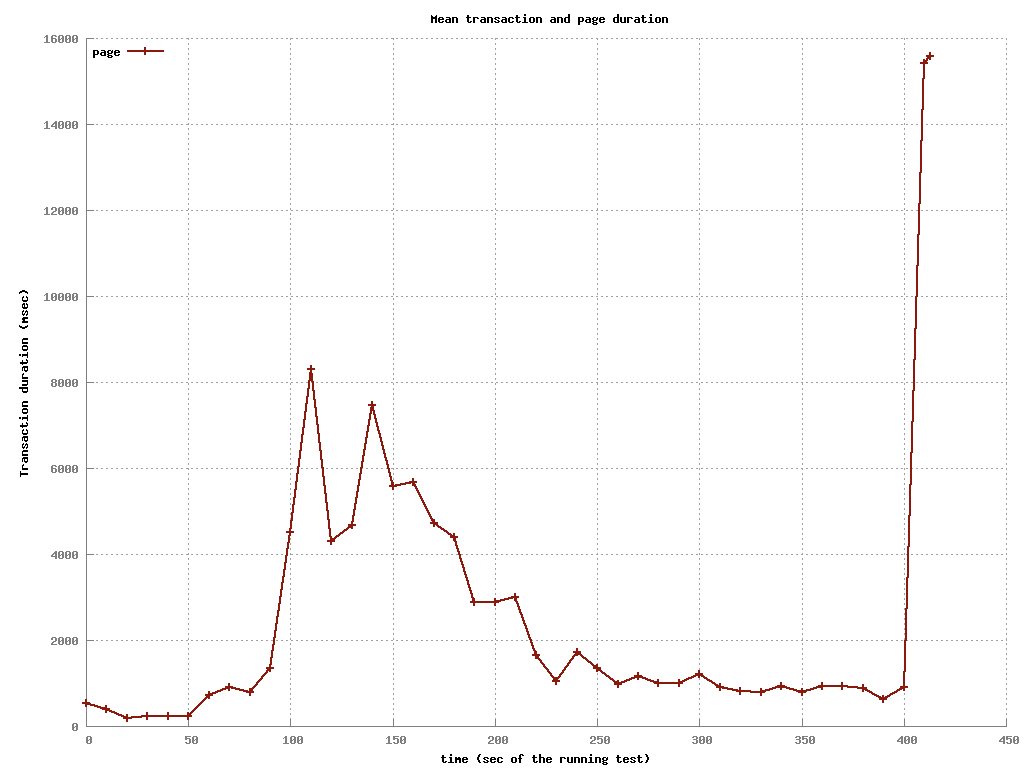 Mean transaction and page duration
page
16000
14000
12000
10000
8000
6000
4000
2000
0
Transaction duration (msec)
0 50 100 150 200 250 300 350 400 450
time (sec of the running test)